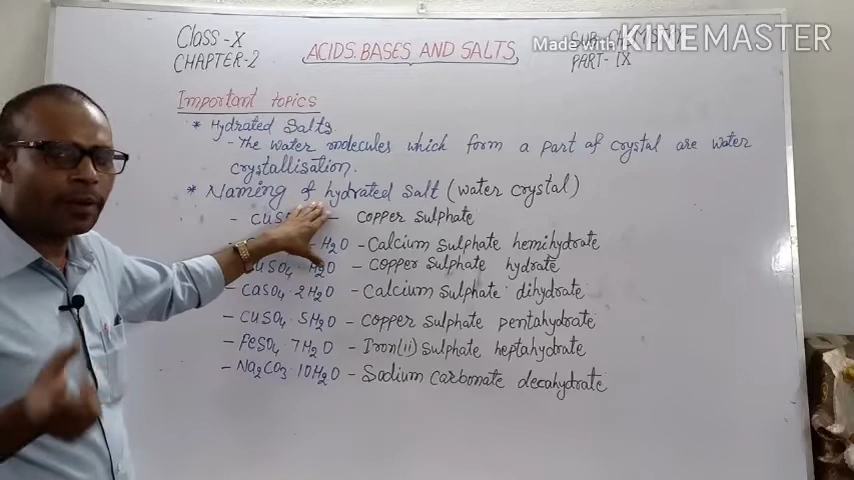 Class-X
CHAPTER-2
ACIDS. BASES AND SALTS
PART-IX
Made with KINEMASTER
Important topics
* Hydrated Salts
- The water molecules which form a part of crystal are water
crystallisation.
* Naming of hydrated salt (water crystal)
- CUS - Copper Sulphate
H2O - Calcium Sulphate hemihydrate
CUSO4. H2O - Copper Sulphate hydrate
- CaSO4. 2H2O - Calcium Sulphate. dihydrate
- CUSO4. 5H2O - Copper Sulphate pentahydrate
- FeSO4. 7H2O - Iron(ii) Sulphate heptahydrate
- Na2CO3. 10H2O - Sodium Carbonate decahydrate